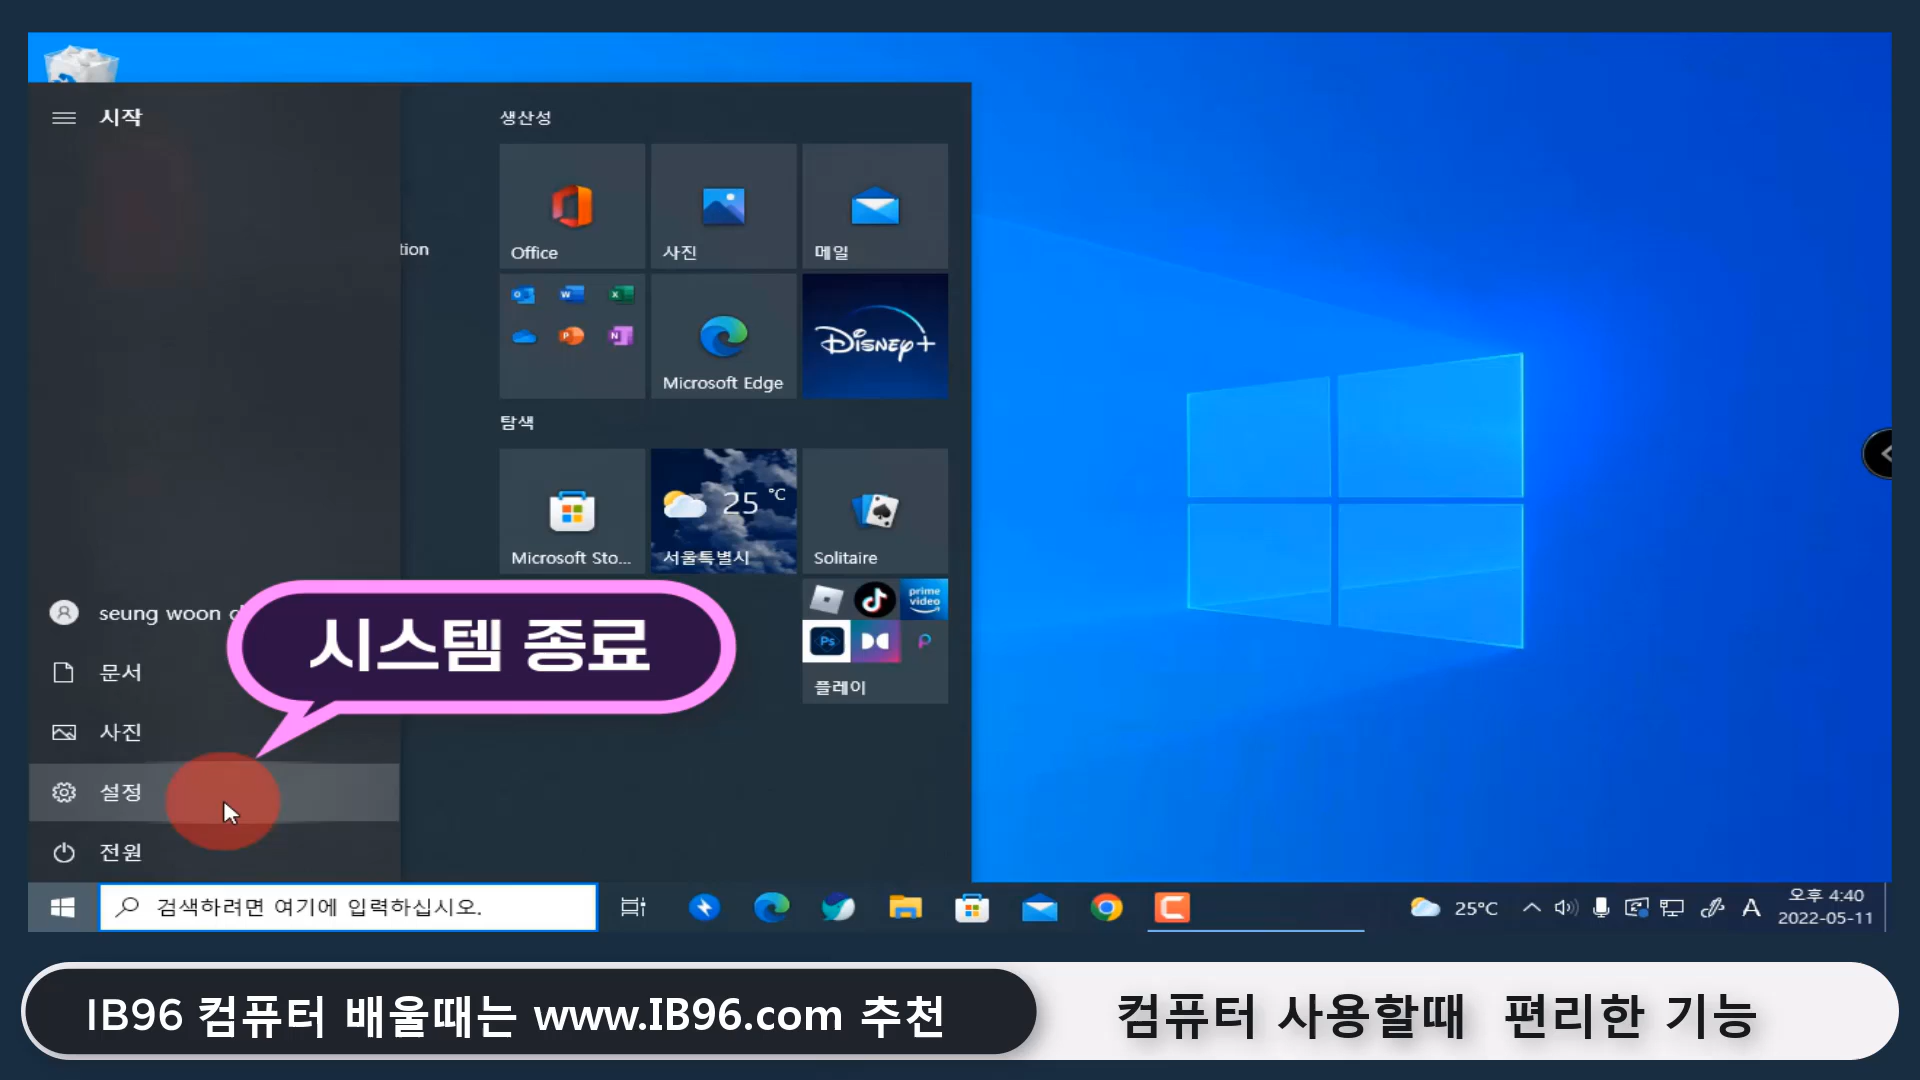 시작
생산성
Office
사진
메일
tion
Microsoft Edge
Disney+
탐색
Microsoft Sto...
25 °C
서울특별시
Solitaire
prime video
Ps
플레이
seung woon c
시스템 종료
문서
사진
설정
전원
검색하려면 여기에 입력하십시오.
25°C
A
오후 4:40
2022-05-11
IB96 컴퓨터 배울때는 www.IB96.com 추천
컴퓨터 사용할때 편리한 기능